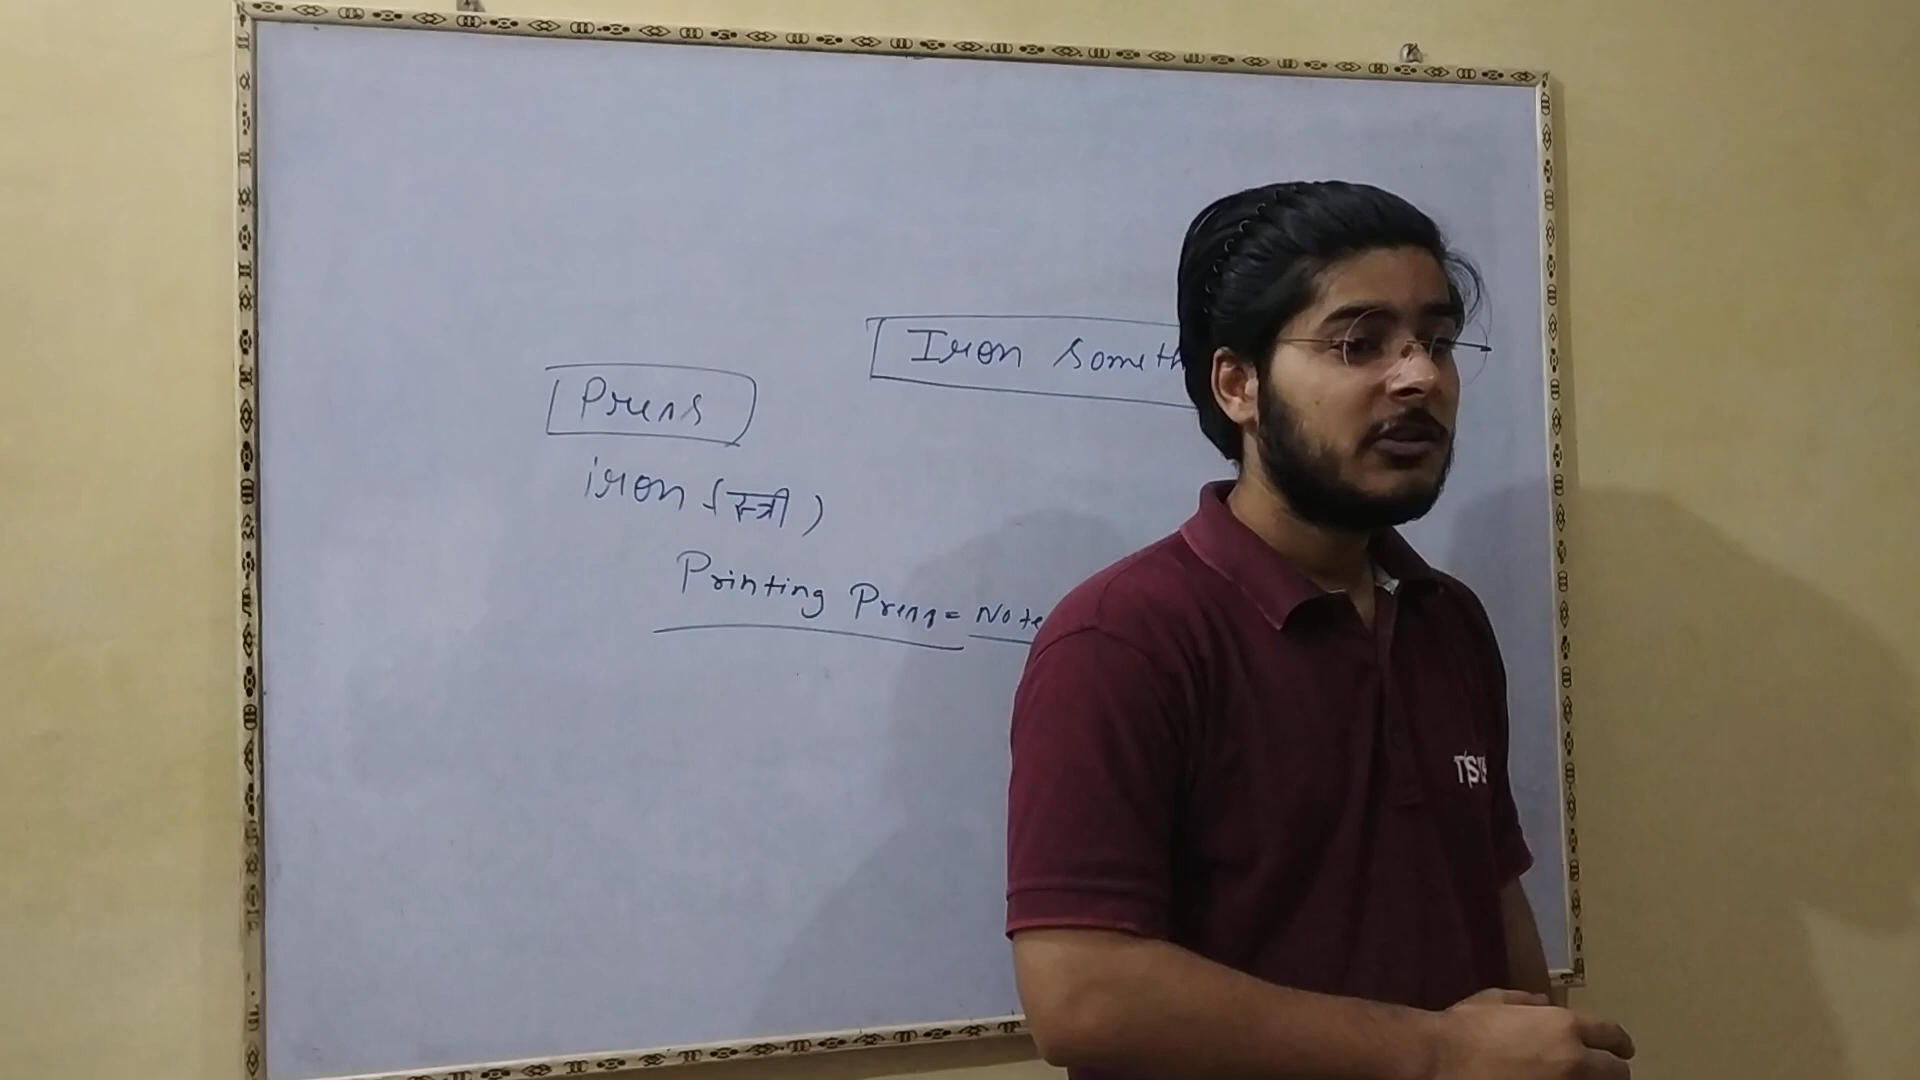 Iron someth
Press
iron (स्त्री)
Printing Press = Note